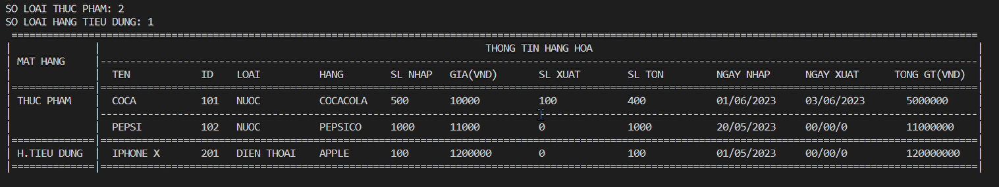 SO LOAI THUC PHAM: 2
SO LOAI HANG TIEU DUNG: 1
THONG TIN HANG HOA
MAT HANG
TEN ID LOAI HANG SL NHAP GIA(VND) SL XUAT SL TON NGAY NHAP NGAY XUAT TONG GT(VND)
THUC PHAM COCA 101 NUOC COCACOLA 500 10000 100 400 01/06/2023 03/06/2023 5000000
PEPSI 102 NUOC PEPSICO 1000 11000 0 1000 20/05/2023 00/00/0 11000000
H.TIEU DUNG IPHONE X 201 DIEN THOAI APPLE 100 1200000 0 100 01/05/2023 00/00/0 120000000